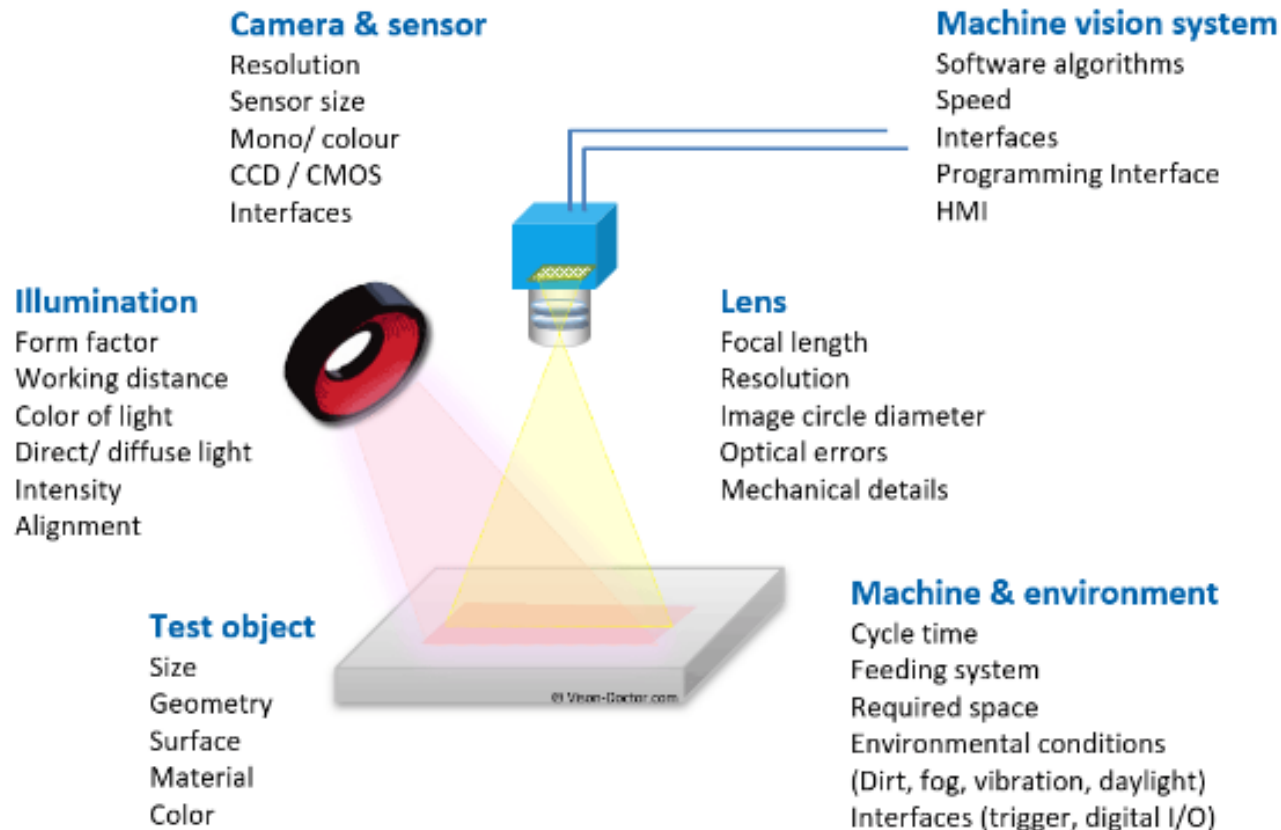 Camera & sensor
Resolution
Sensor size
Mono/ colour
CCD / CMOS
Interfaces
Machine vision system
Software algorithms
Speed
Interfaces
Programming Interface
HMI
Illumination
Form factor
Working distance
Color of light
Direct/ diffuse light
Intensity
Alignment
Lens
Focal length
Resolution
Image circle diameter
Optical errors
Mechanical details
Test object
Size
Geometry
Surface
Material
Color
© Vison-Doctor.com
Machine & environment
Cycle time
Feeding system
Required space
Environmental conditions
(Dirt, fog, vibration, daylight)
Interfaces (trigger, digital I/O)